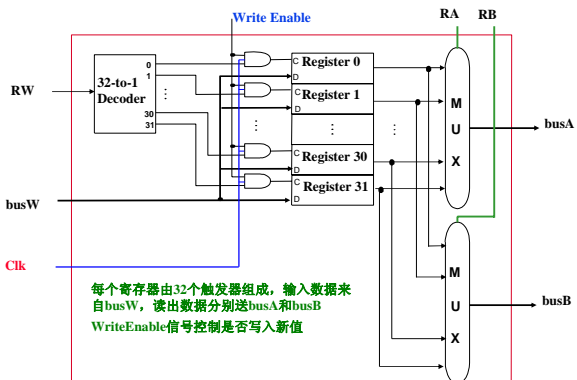 Write Enable
RA
RB
RW
32-to-1
Decoder
0
1
⋮
30
31
C
D
Register 0
C
D
Register 1
⋮
⋮
⋮
C
D
Register 30
C
D
Register 31
M
U
X
busA
busW
Clk
M
U
X
busB
每个寄存器由32个触发器组成，输入数据来
自busW，读出数据分别送busA和busB
WriteEnable信号控制是否写入新值